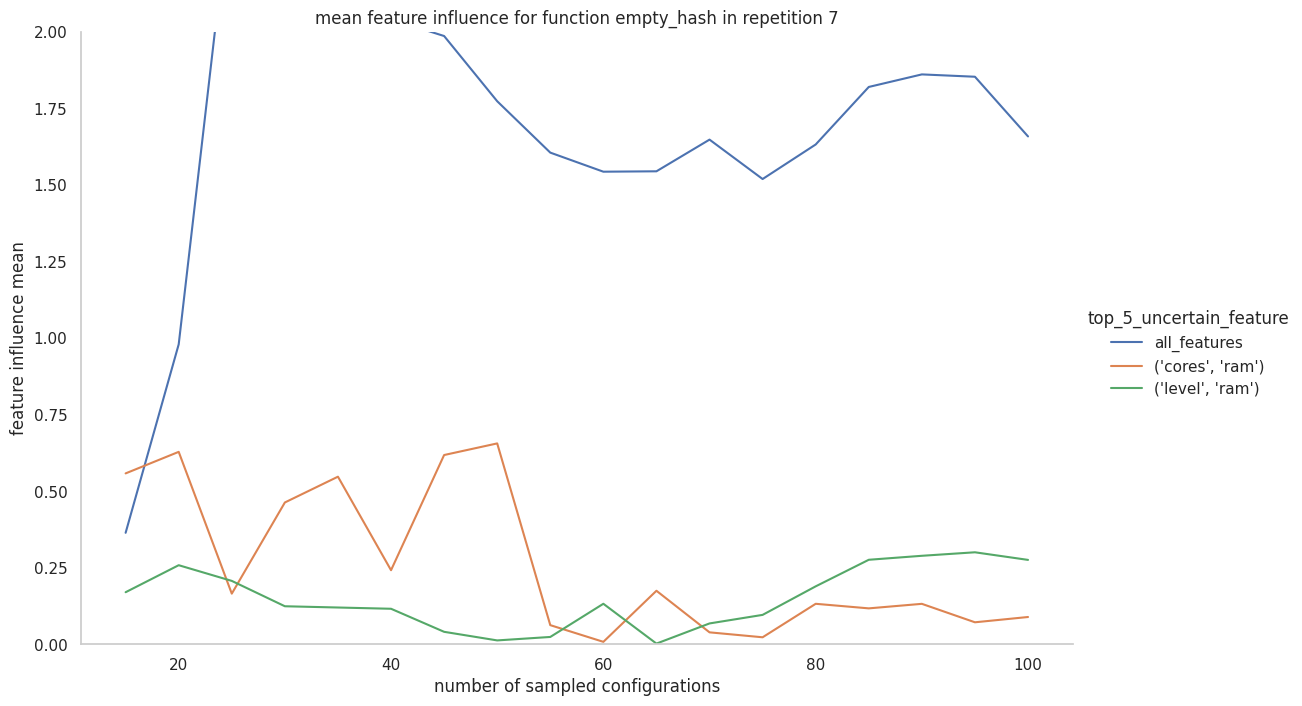 mean feature influence for function empty_hash in repetition 7
2.00
1.75
1.50
1.25
1.00
0.75
0.50
0.25
0.00
feature influence mean
20 40 60 80 100
number of sampled configurations
top_5_uncertain_feature
all_features
('cores', 'ram')
('level', 'ram')